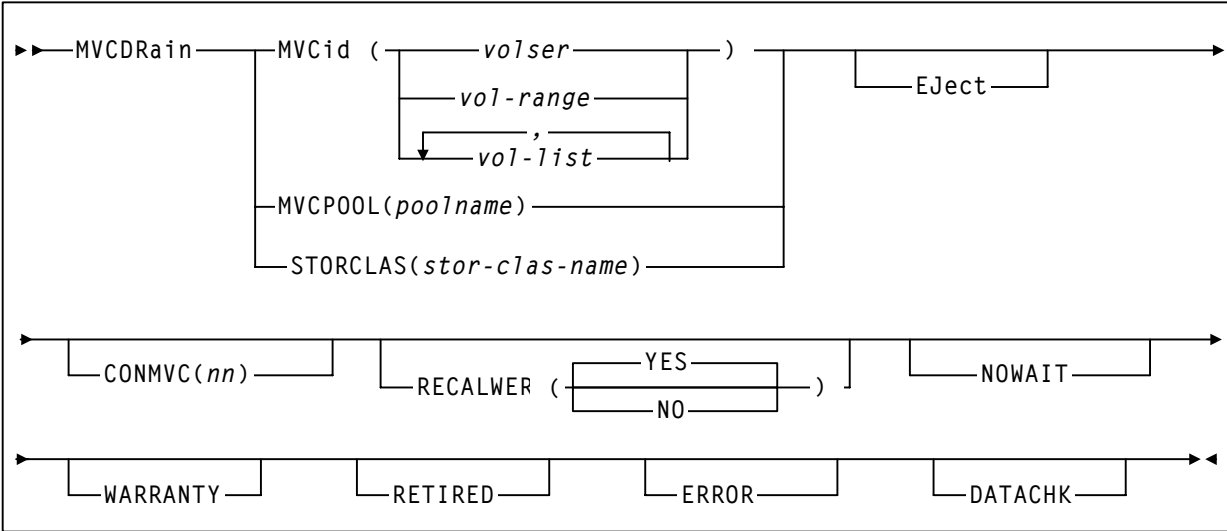 MVCDRain MVCid ( volser ) EJect
vol-range
,
vol-list
MVCPOOL(poolname)
STORCLAS(stor-clas-name)
CONMVC(nn) RECALWER ( YES ) NOWAIT
NO
WARRANTY RETIRED ERROR DATACHK